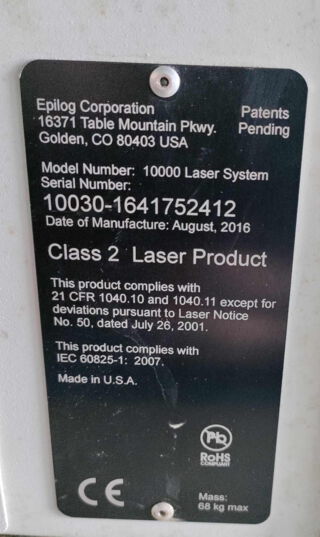 Epilog Corporation
16371 Table Mountain Pkwy.
Golden, CO 80403 USA
Patents
Pending
Model Number: 10000 Laser System
Serial Number:
10030-1641752412
Date of Manufacture: August, 2016
Class 2 Laser Product
This product complies with
21 CFR 1040.10 and 1040.11 except for
deviations pursuant to Laser Notice
No. 50, dated July 26, 2001.
This product complies with
IEC 60825-1: 2007.
Made in U.S.A.
Pb
RoHS
COMPLIANT
CE
Mass:
68 kg max